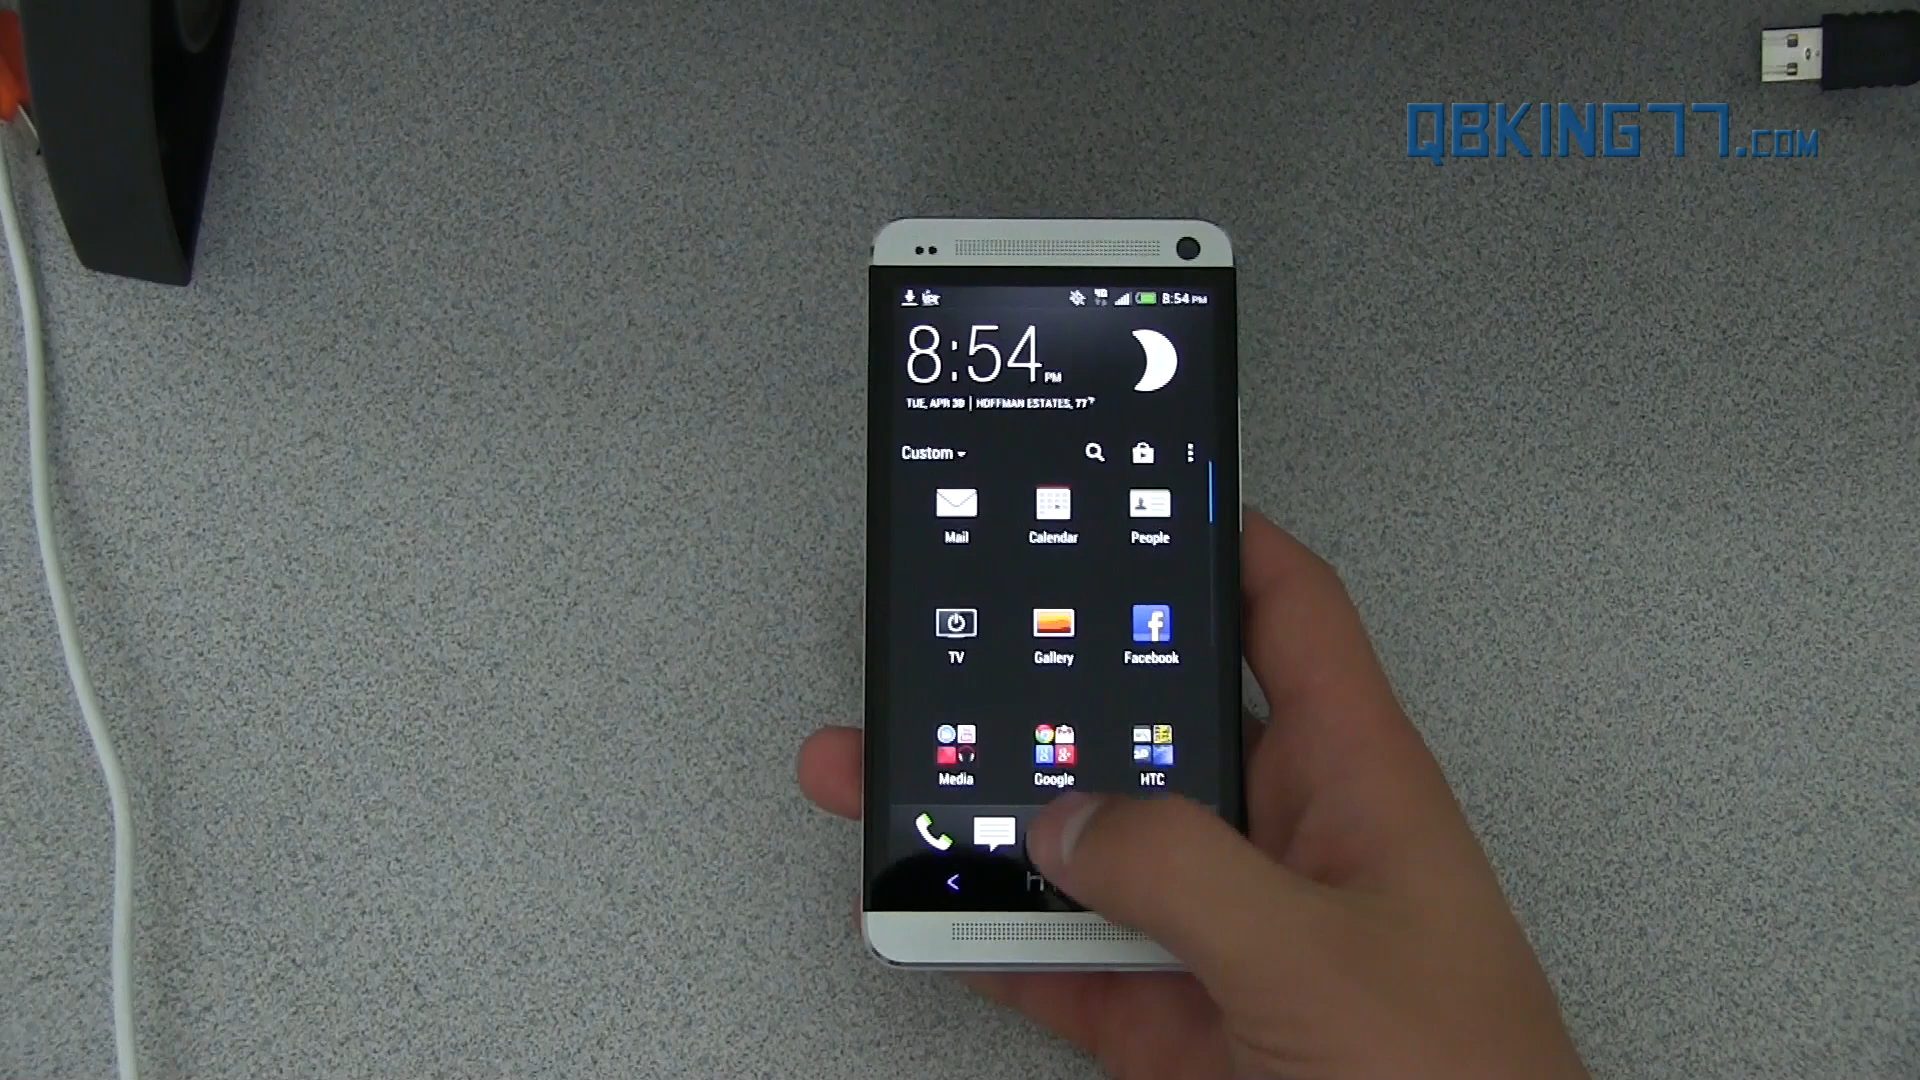 QBKING77.COM
8:54 PM
8:54 PM
TUE, APR 30 | HOFFMAN ESTATES, 77°F
Custom
Mail Calendar People
TV Gallery Facebook
Media Google HTC